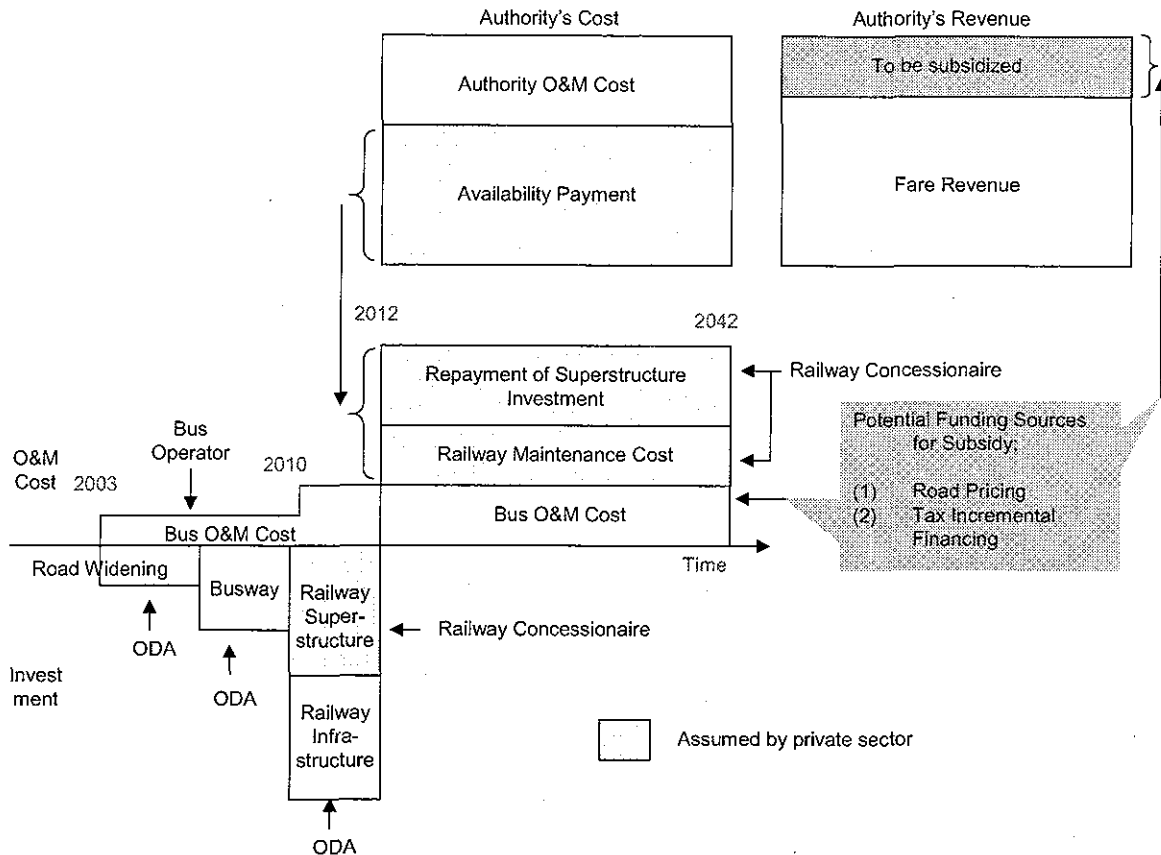 Authority's Cost
Authority's Revenue
Authority O&M Cost
Availability Payment
To be subsidized
Fare Revenue
2012
2042
Repayment of Superstructure
Investment
Railway Maintenance Cost
Bus O&M Cost
Railway Concessionaire
Potential Funding Sources
for Subsidy;
(1) Road Pricing
(2) Tax Incremental
Financing
Bus
Operator
O&M
Cost
2003
2010
Bus O&M Cost
Time
Road Widening
Busway
Railway
Super-
structure
Railway Concessionaire
ODA
ODA
Invest
ment
Railway
Infra-
structure
ODA
Assumed by private sector